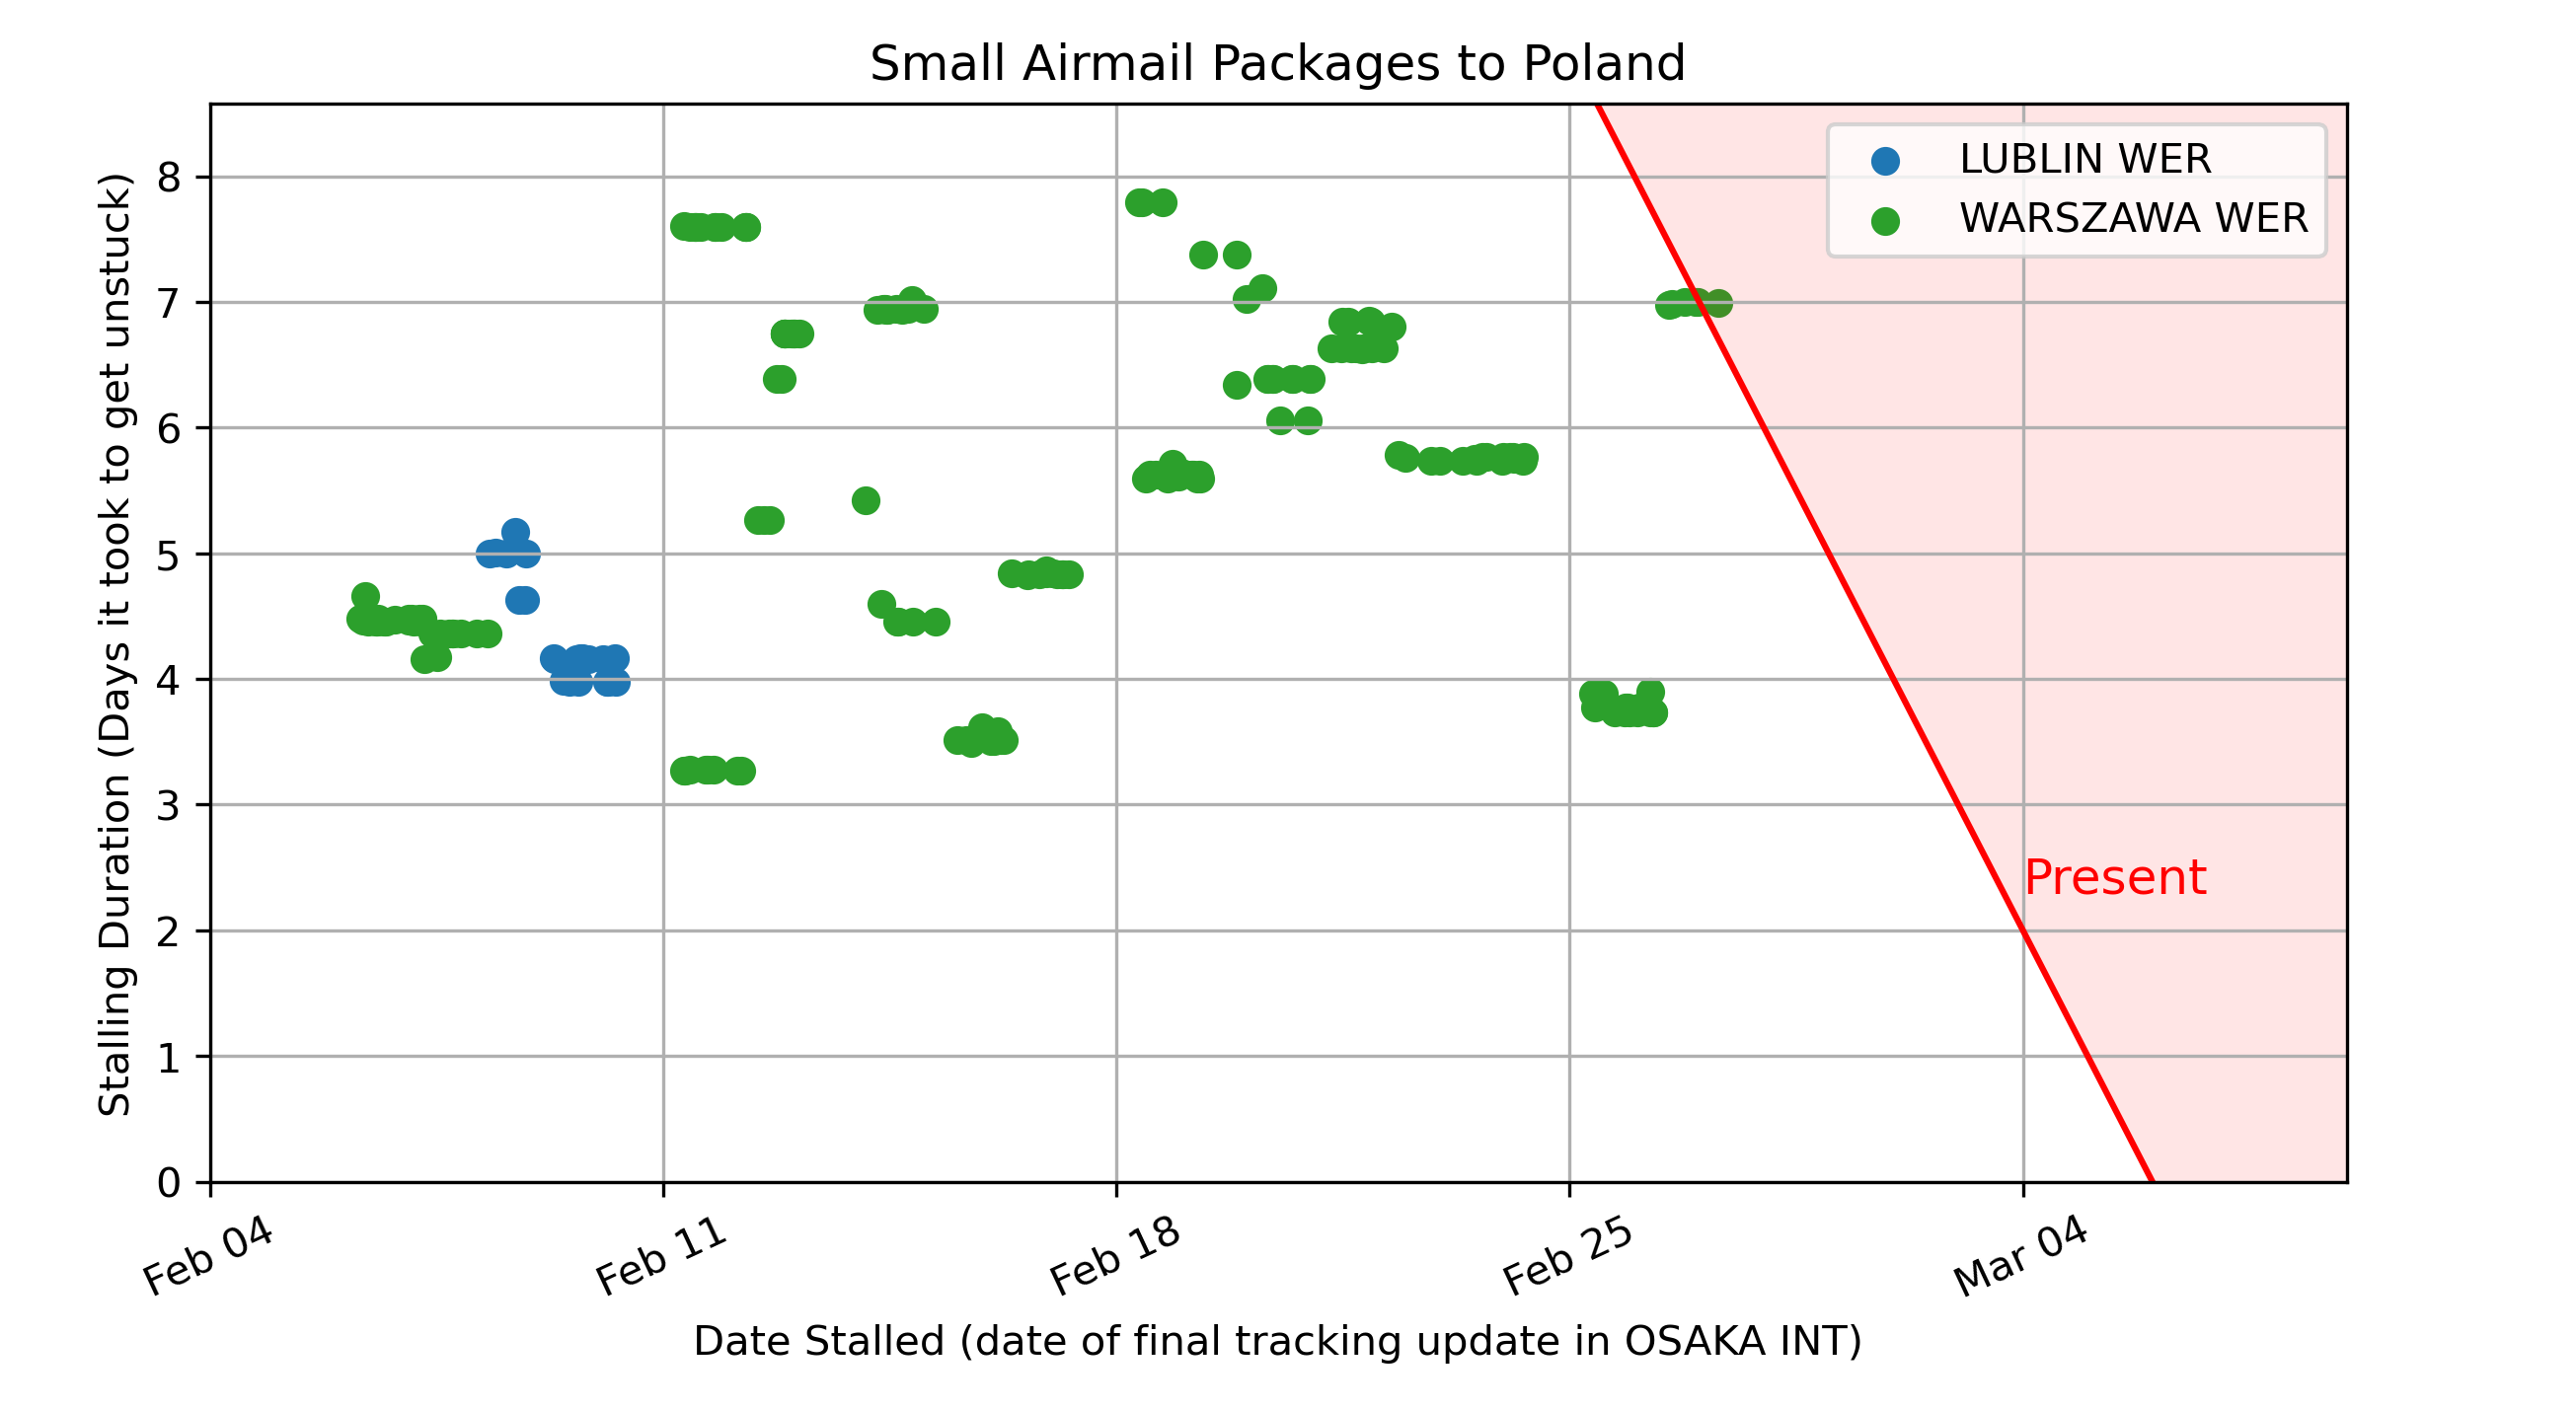 Small Airmail Packages to Poland
Stalling Duration (Days it took to get unstuck)
8
7
6
5
4
3
2
1
0
LUBLIN WER
WARSZAWA WER
Present
Feb 04
Feb 11
Feb 18
Feb 25
Mar 04
Date Stalled (date of final tracking update in OSAKA INT)